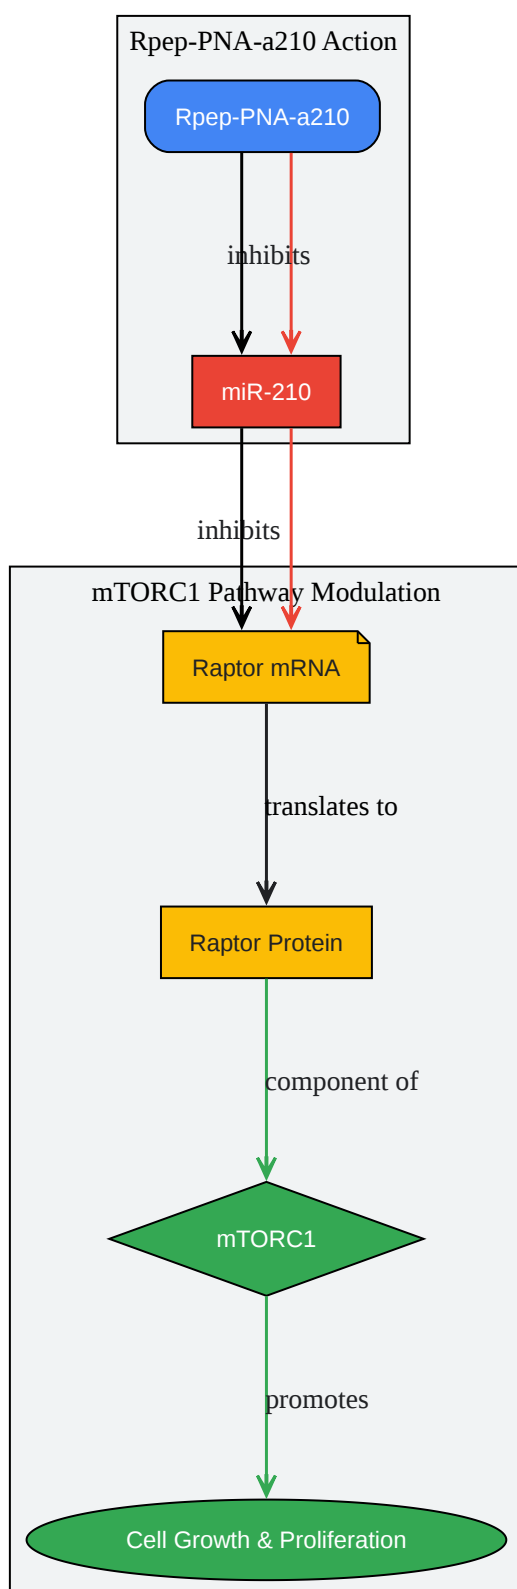 Rpep-PNA-a210 Action
Rpep-PNA-a210
inhibits
miR-210
inhibits
mTORC1 Pathway Modulation
Raptor mRNA
translates to
Raptor Protein
component of
mTORC1
promotes
Cell Growth & Proliferation